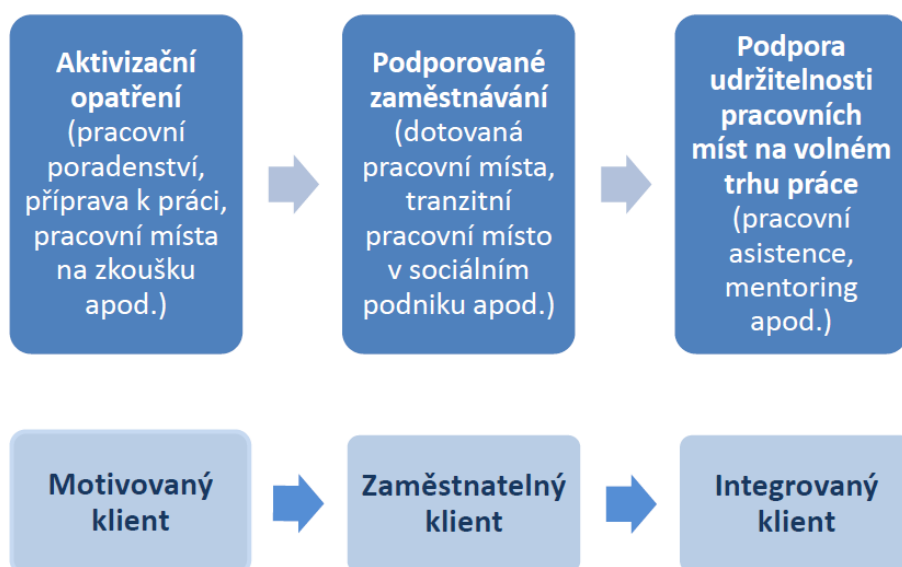 Aktivizační
opatření
(pracovní
poradenství,
příprava k práci,
pracovní místa
na zkoušku
apod.)
Podporované
zaměstnávání
(dotovaná
pracovní místa,
tranzitní
pracovní místo
v sociálním
podniku apod.)
Podpora
udržitelnosti
pracovních
míst na volném
trhu práce
(pracovní
asistence,
mentoring
apod.)
Motivovaný
klient
Zaměstnatelný
klient
Integrovaný
klient